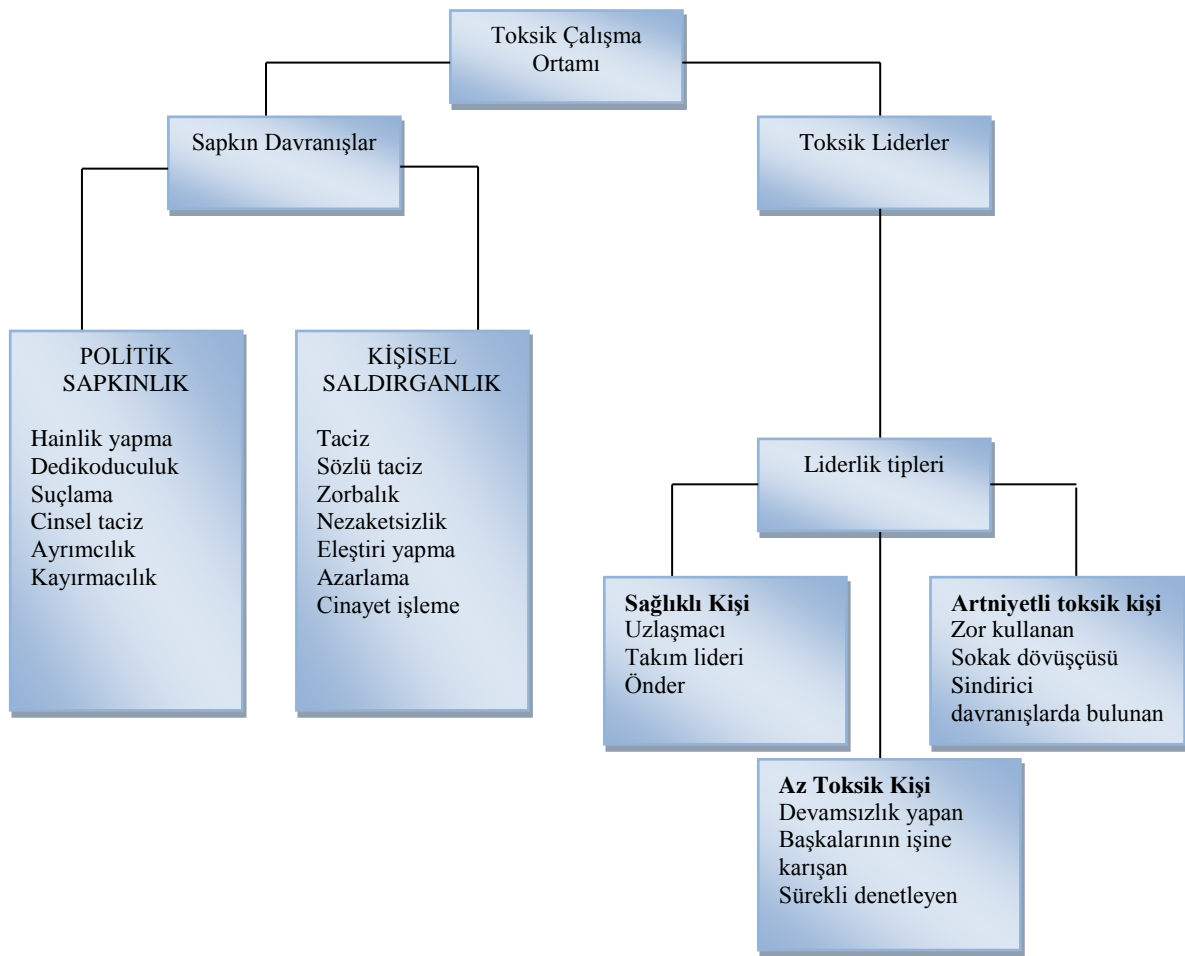 Toksik Çalışma
Ortamı
Sapkın Davranışlar
Toksik Liderler
POLİTİK
SAPKINLIK
Hainlik yapma
Dedikoduculuk
Suçlama
Cinsel taciz
Ayrımcılık
Kayırmacılık
KİŞİSEL
SALDIRGANLIK
Taciz
Sözlü taciz
Zorbalık
Nezaketsizlik
Eleştiri yapma
Azarlama
Cinayet işleme
Liderlik tipleri
Sağlıklı Kişi
Uzlaşmacı
Takım lideri
Önder
Artniyetli toksik kişi
Zor kullanan
Sokak dövüşçüsü
Sindirici
davranışlarda bulunan
Az Toksik Kişi
Devamsızlık yapan
Başkalarının işine
karışan
Sürekli denetleyen